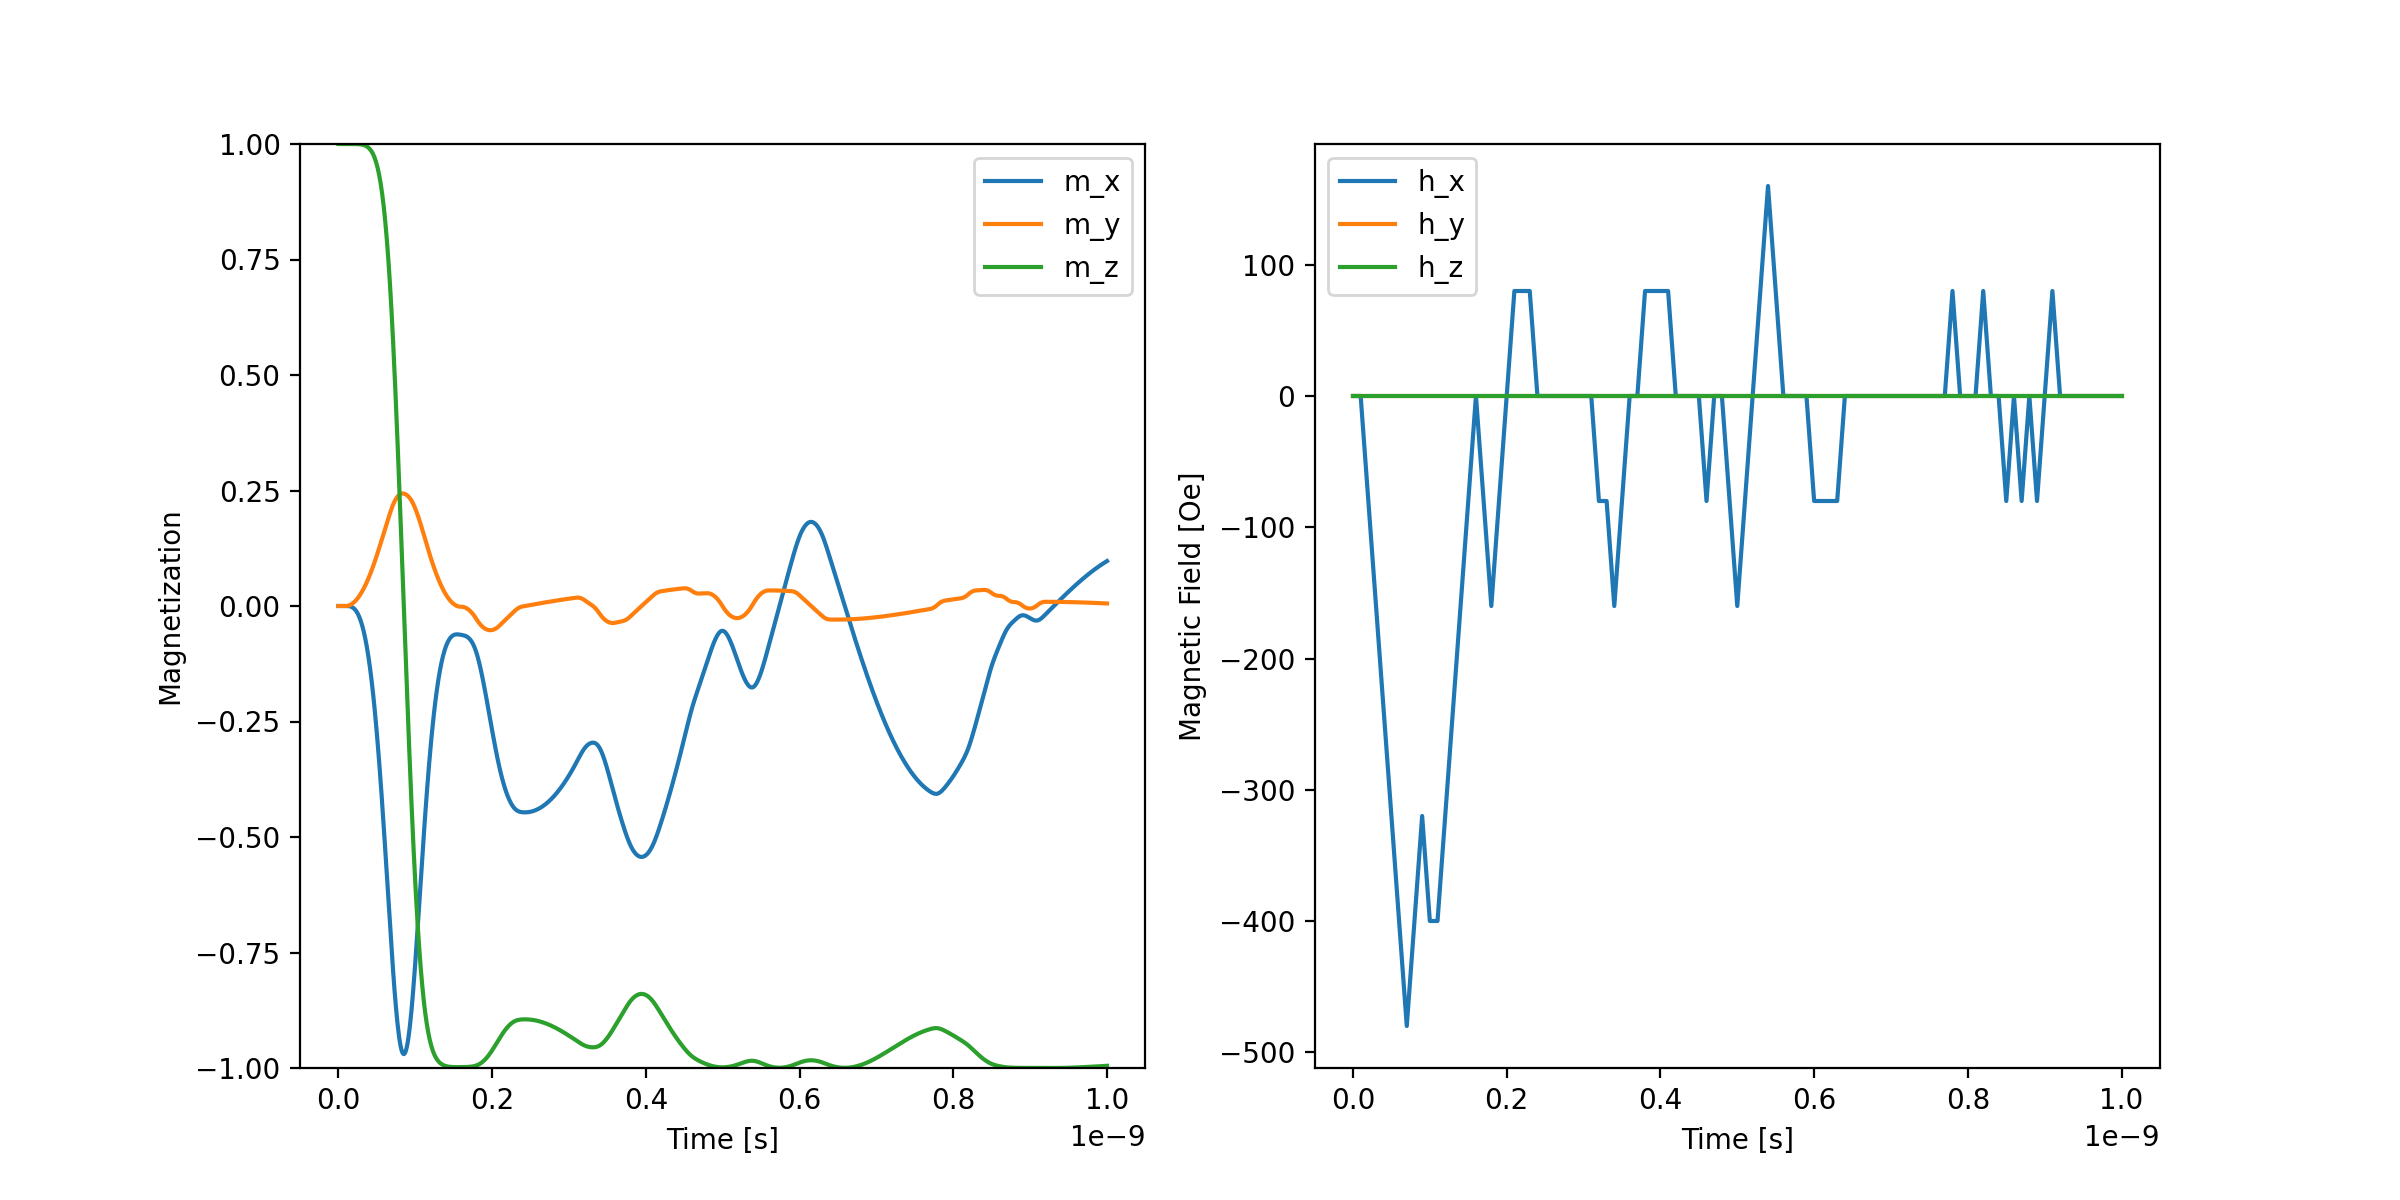 1.00
0.75
0.50
0.25
0.00
−0.25
−0.50
−0.75
−1.00
Magnetization
m_x
m_y
m_z
0.0 0.2 0.4 0.6 0.8 1.0
Time [s]
1e−9
100
0
−100
−200
−300
−400
−500
Magnetic Field [Oe]
h_x
h_y
h_z
0.0 0.2 0.4 0.6 0.8 1.0
Time [s]
1e−9